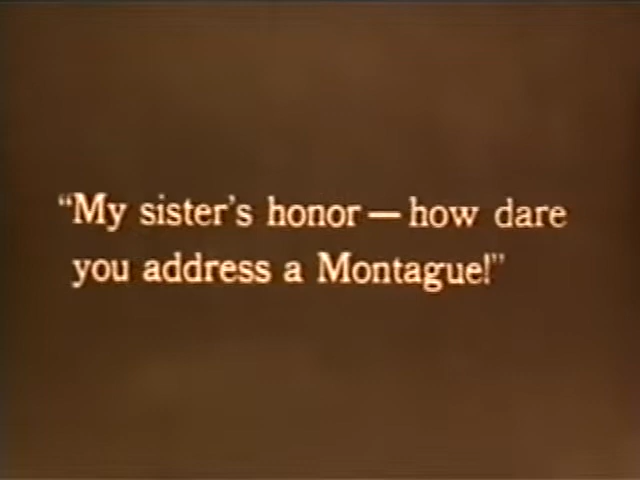 “My sister’s honor — how dare
you address a Montague!”